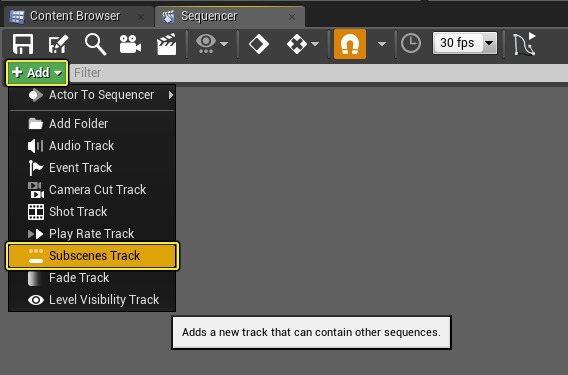 Content Browser
Sequencer
30 fps
Add
Filter
Actor To Sequencer
Add Folder
Audio Track
Event Track
Camera Cut Track
Shot Track
Play Rate Track
Subscenes Track
Fade Track
Level Visibility Track
Adds a new track that can contain other sequences.